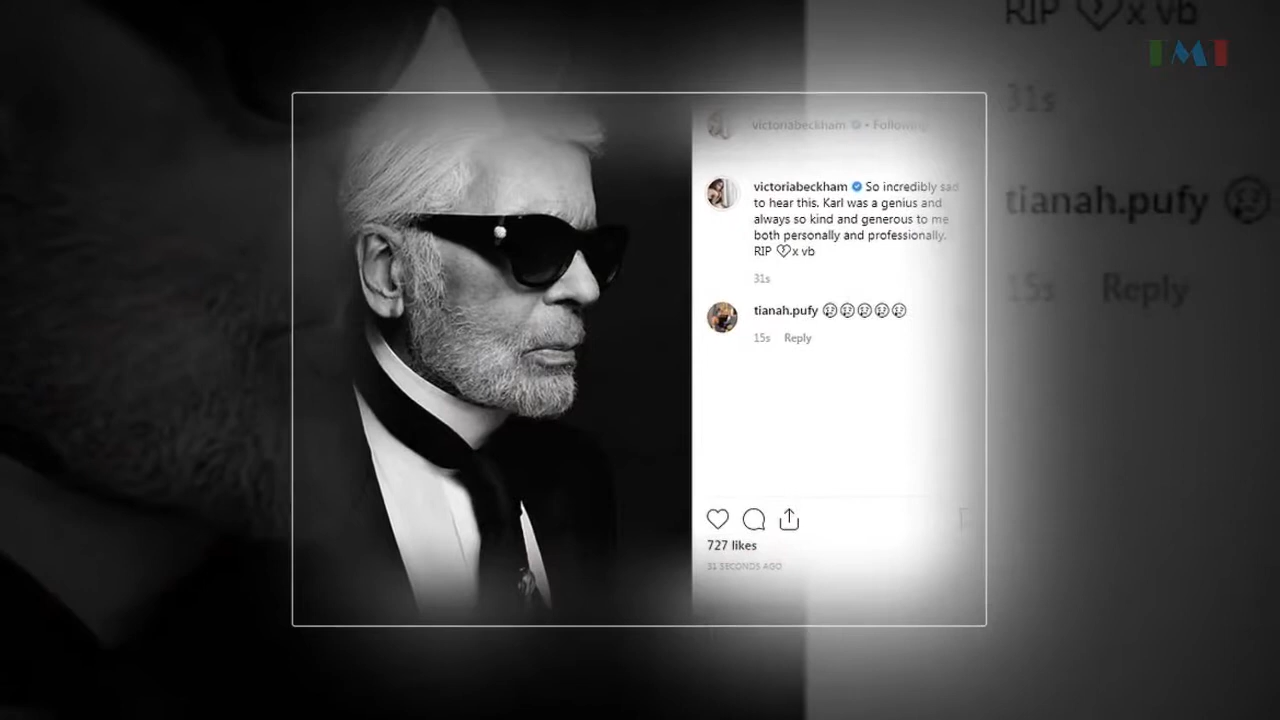 RIP 💔x vb
TMT
31s
tianah.pufy 😢
15s Reply
victoriabeckham • Following
victoriabeckham So incredibly sad
to hear this. Karl was a genius and
always so kind and generous to me
both personally and professionally.
RIP 💔x vb
31s
tianah.pufy 😢😢😢😢😢
15s Reply
727 likes
31 SECONDS AGO